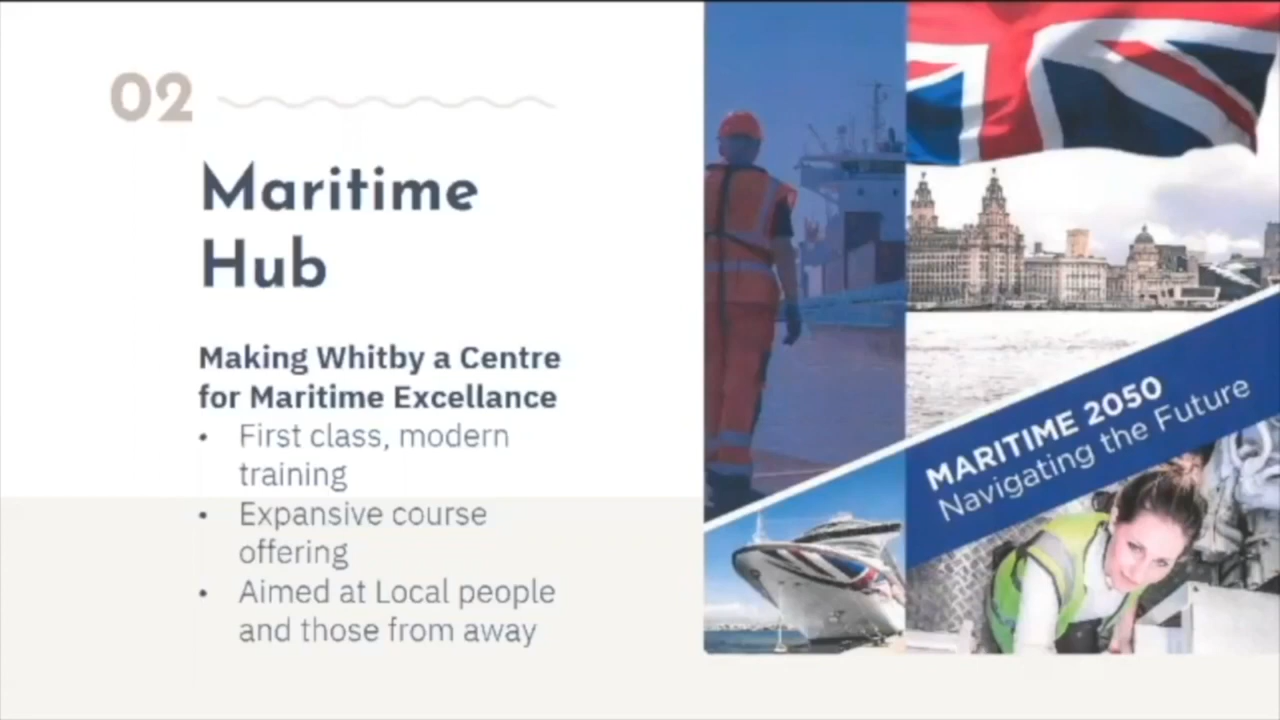 02
Maritime
Hub
Making Whitby a Centre
for Maritime Excellance
• First class, modern
training
• Expansive course
offering
• Aimed at Local people
and those from away
MARITIME 2050
Navigating the Future